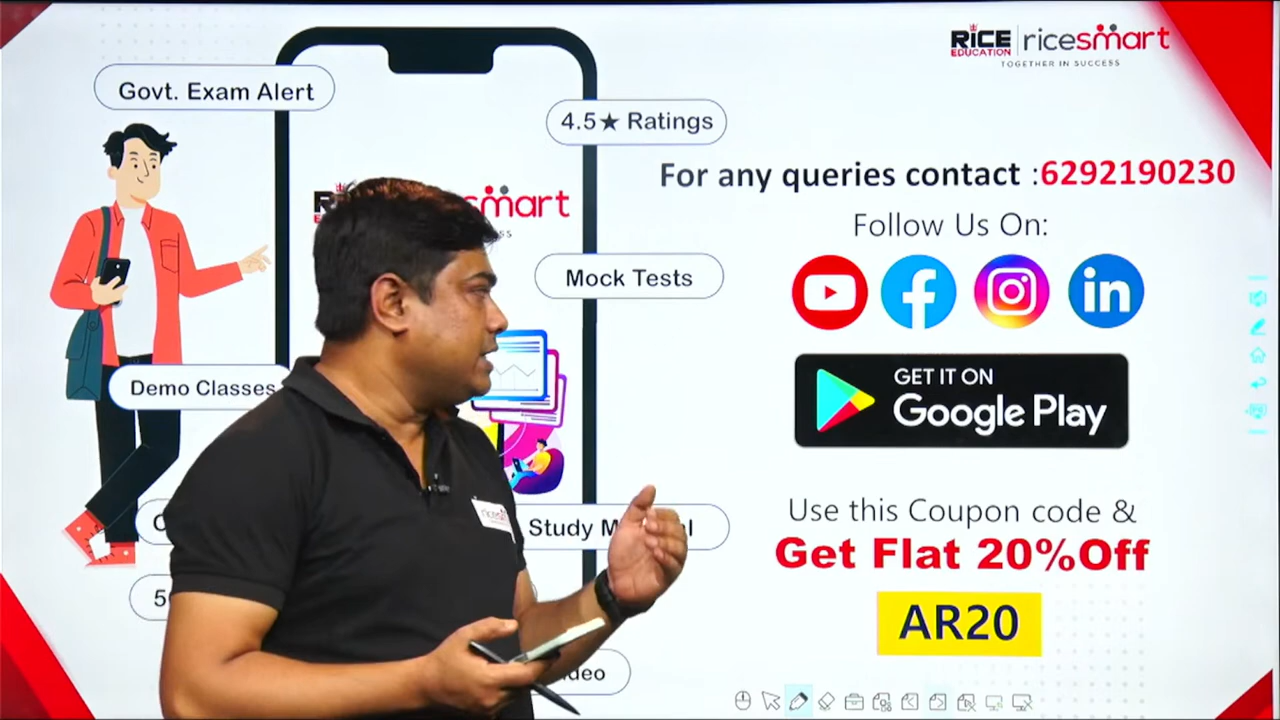 RICE
EDUCATION
ricesmart
TOGETHER IN SUCCESS
Govt. Exam Alert
4.5★ Ratings
For any queries contact :6292190230
Follow Us On:
Mock Tests
in
GET IT ON
Google Play
Demo Classes
Use this Coupon code &
Study
Get Flat 20%Off
AR20